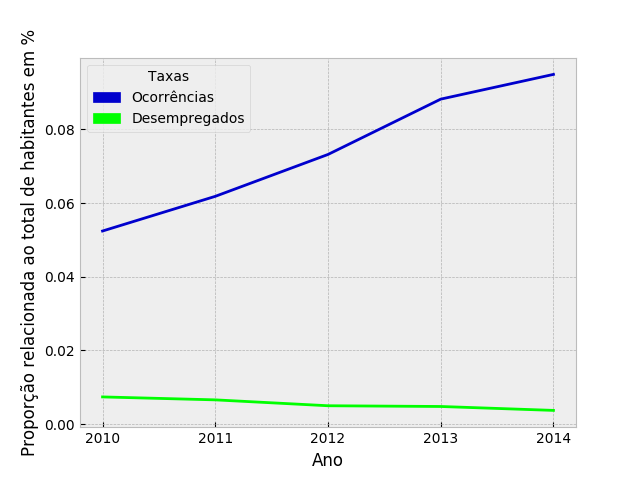 Proporção relacionada ao total de habitantes em %
Taxas
Ocorrências
Desempregados
0.08
0.06
0.04
0.02
0.00
2010 2011 2012 2013 2014
Ano